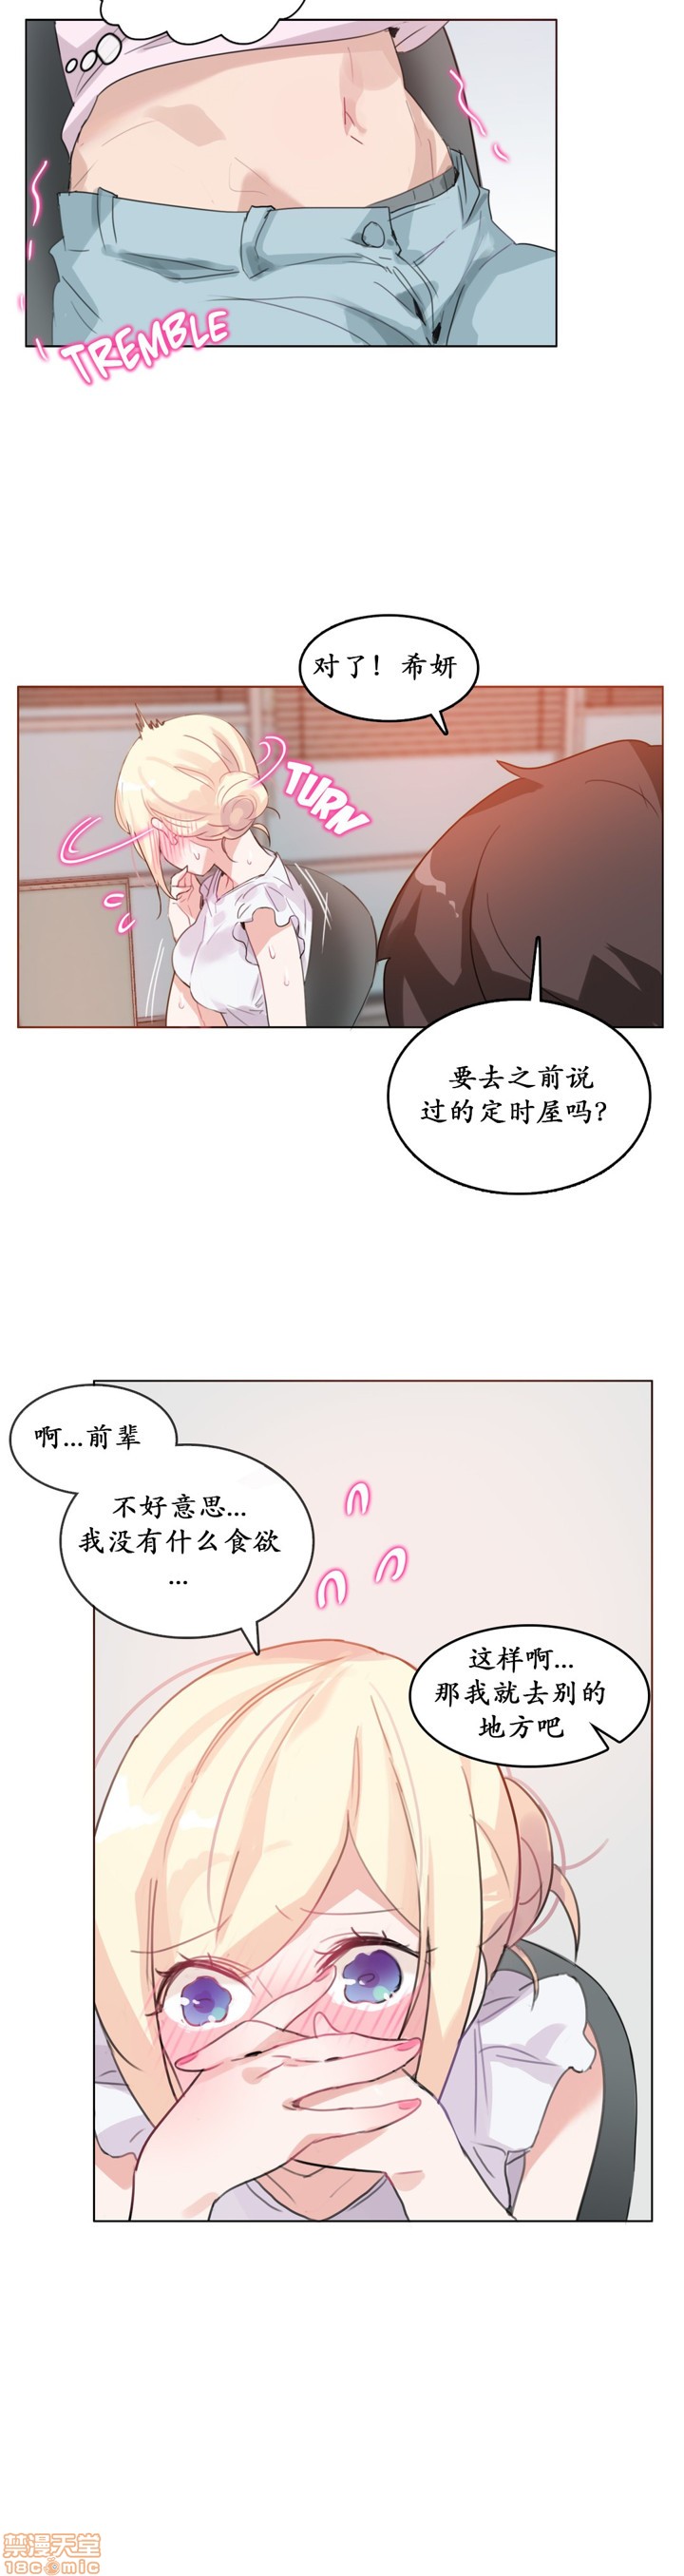 TREMBLE
对了！希妍
TURN
要去之前说
过的定时屋吗？
啊...前辈
不好意思...
我没有什么食欲
...
这样啊...
那我就去别的
地方吧
禁漫天堂
18comic